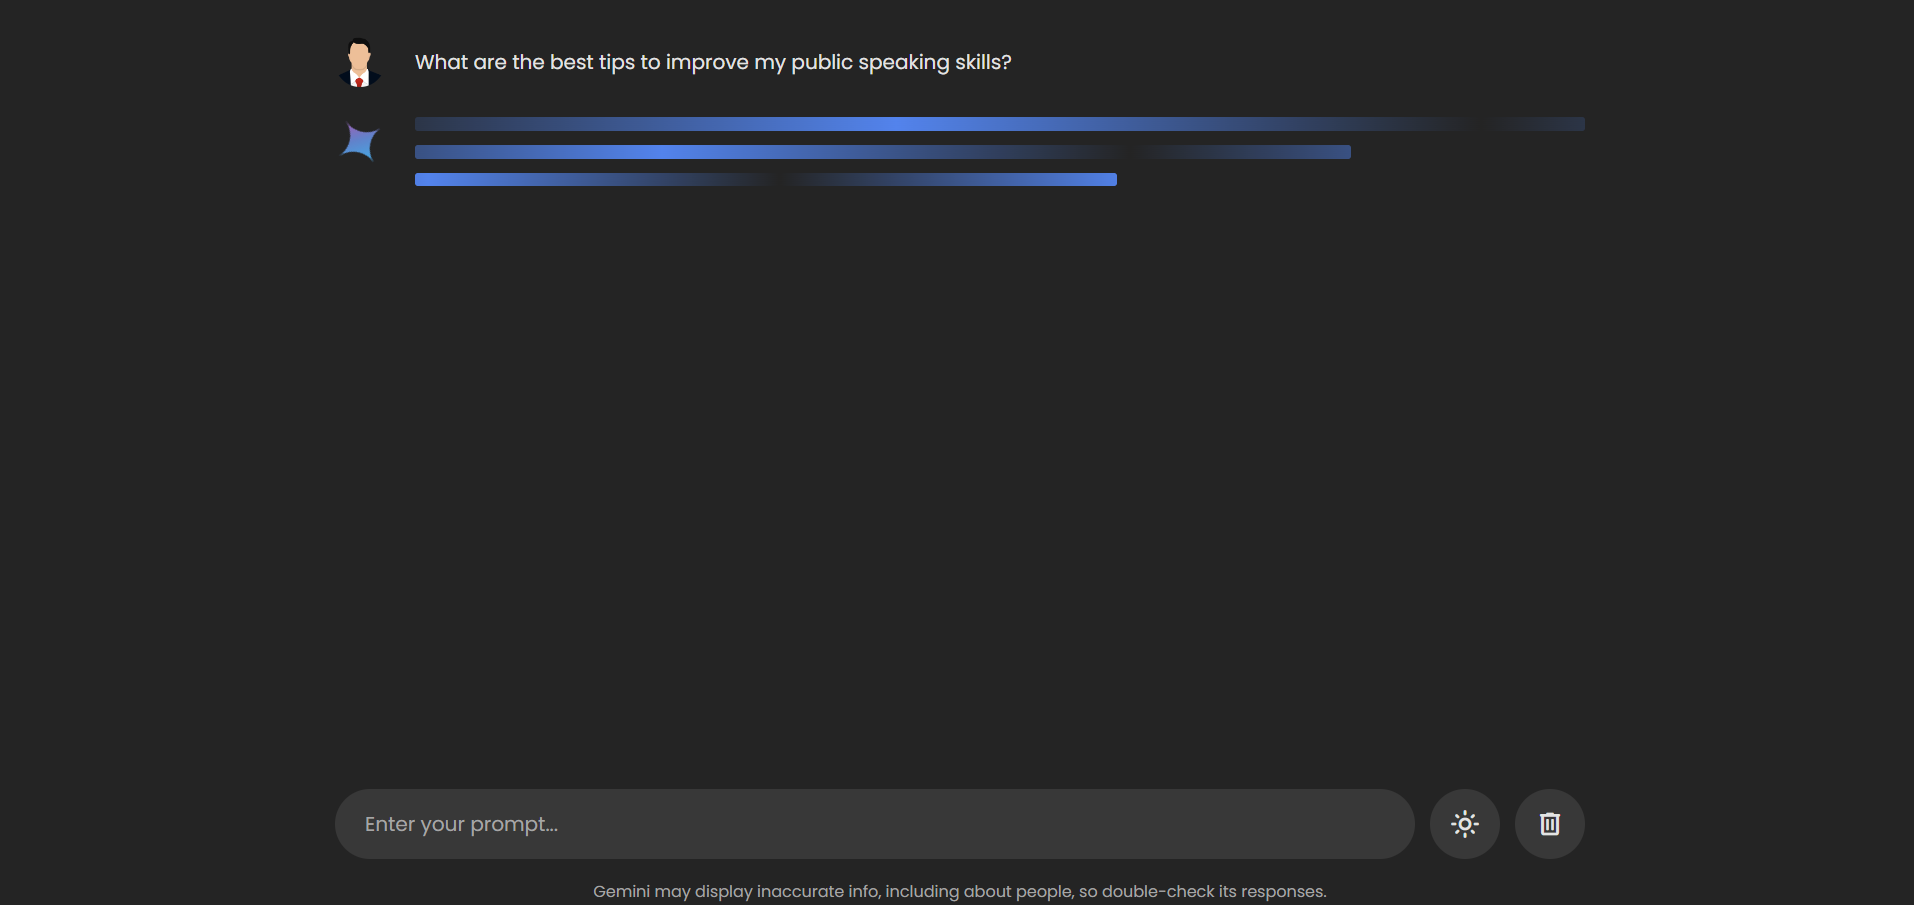 What are the best tips to improve my public speaking skills?
Enter your prompt...
Gemini may display inaccurate info, including about people, so double-check its responses.